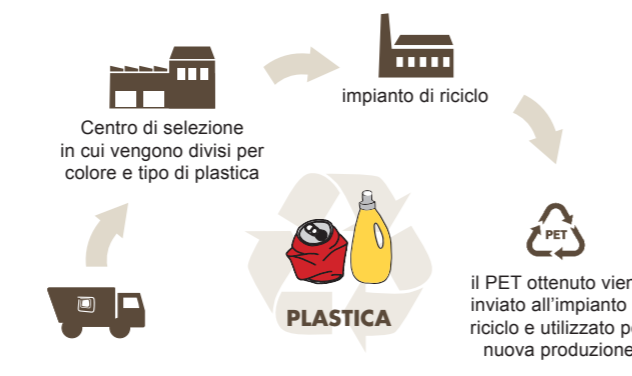 impianto di riciclo
Centro di selezione
in cui vengono divisi per
colore e tipo di plastica
PET
PLASTICA
il PET ottenuto vien
inviato all'impianto
riciclo e utilizzato pe
nuova produzione